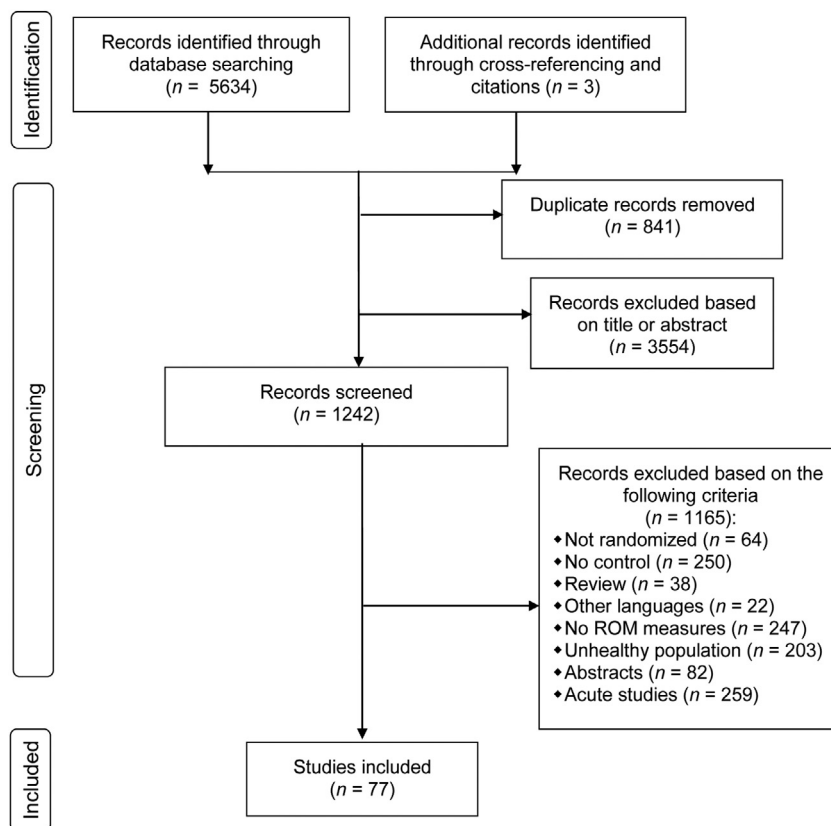 Identification
Records identified through
database searching
(n = 5634)
Additional records identified
through cross-referencing and
citations (n = 3)
Screening
Duplicate records removed
(n = 841)
Records excluded based
on title or abstract
n = 3554)
Records screened
(n = 1242)
Records excluded based on the
following criteria
(n = 1165):
◆Not randomized (n = 64)
◆No control (n = 250)
◆Review (n = 38)
◆Other languages (n = 22)
◆No ROM measures (n = 247)
◆Unhealthy population (n = 203)
◆Abstracts (n = 82)
◆Acute studies (n = 259)
Included
Studies included
(n = 77)